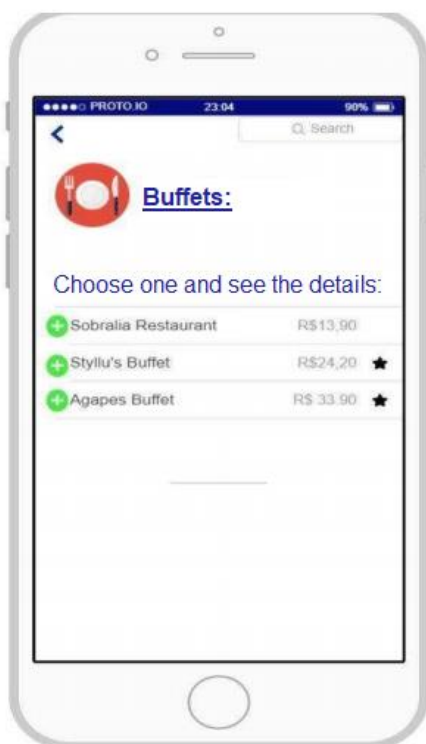 PROTO.IO 23:04 90%
Search
Buffets:
Choose one and see the details:
Sobralia Restaurant R$13,90
Styllu's Buffet R$24,20
Agapes Buffet R$ 33.90